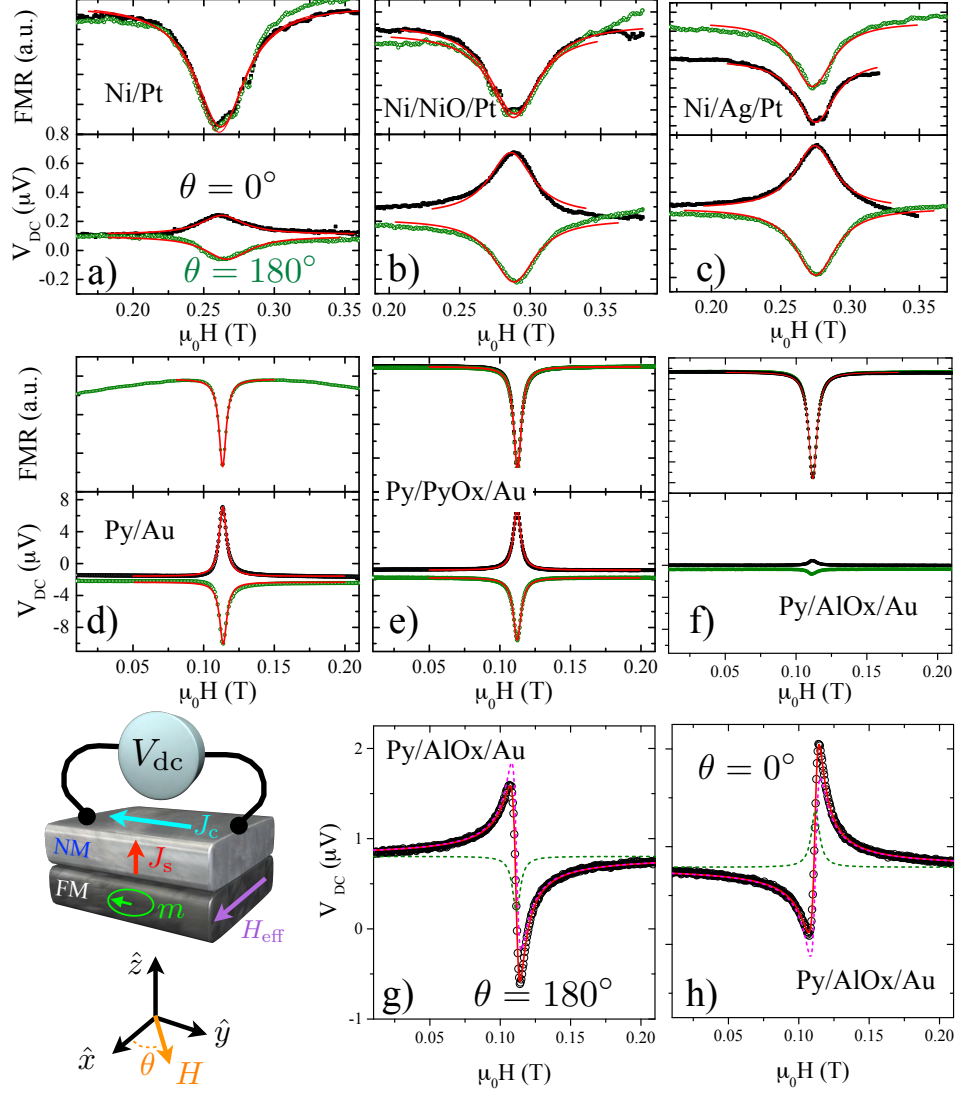 FMR (a.u.)
Ni/Pt
Ni/NiO/Pt
Ni/Ag/Pt
0.8
0.6
0.4
0.2
0.0
-0.2
V_DC (μV)
θ = 0°
θ = 180°
a)
b)
c)
0.20 0.25 0.30 0.35
0.20 0.25 0.30 0.35
0.20 0.25 0.30 0.35
μ₀H (T)
μ₀H (T)
μ₀H (T)
FMR (a.u.)
8
4
0
-4
-8
V_DC (μV)
Py/Au
Py/PyOx/Au
Py/AlOx/Au
d)
e)
f)
0.05 0.10 0.15 0.20
0.05 0.10 0.15 0.20
0.05 0.10 0.15 0.20
μ₀H (T)
μ₀H (T)
μ₀H (T)
V_dc
J_c
NM
J_s
FM
m
H_eff
ẑ
x̂
ŷ
θ
H
2
1
0
-1
V_DC (μV)
Py/AlOx/Au
g)
θ = 180°
0.05 0.10 0.15 0.20
μ₀H (T)
θ = 0°
h)
Py/AlOx/Au
0.05 0.10 0.15 0.20
μ₀H (T)